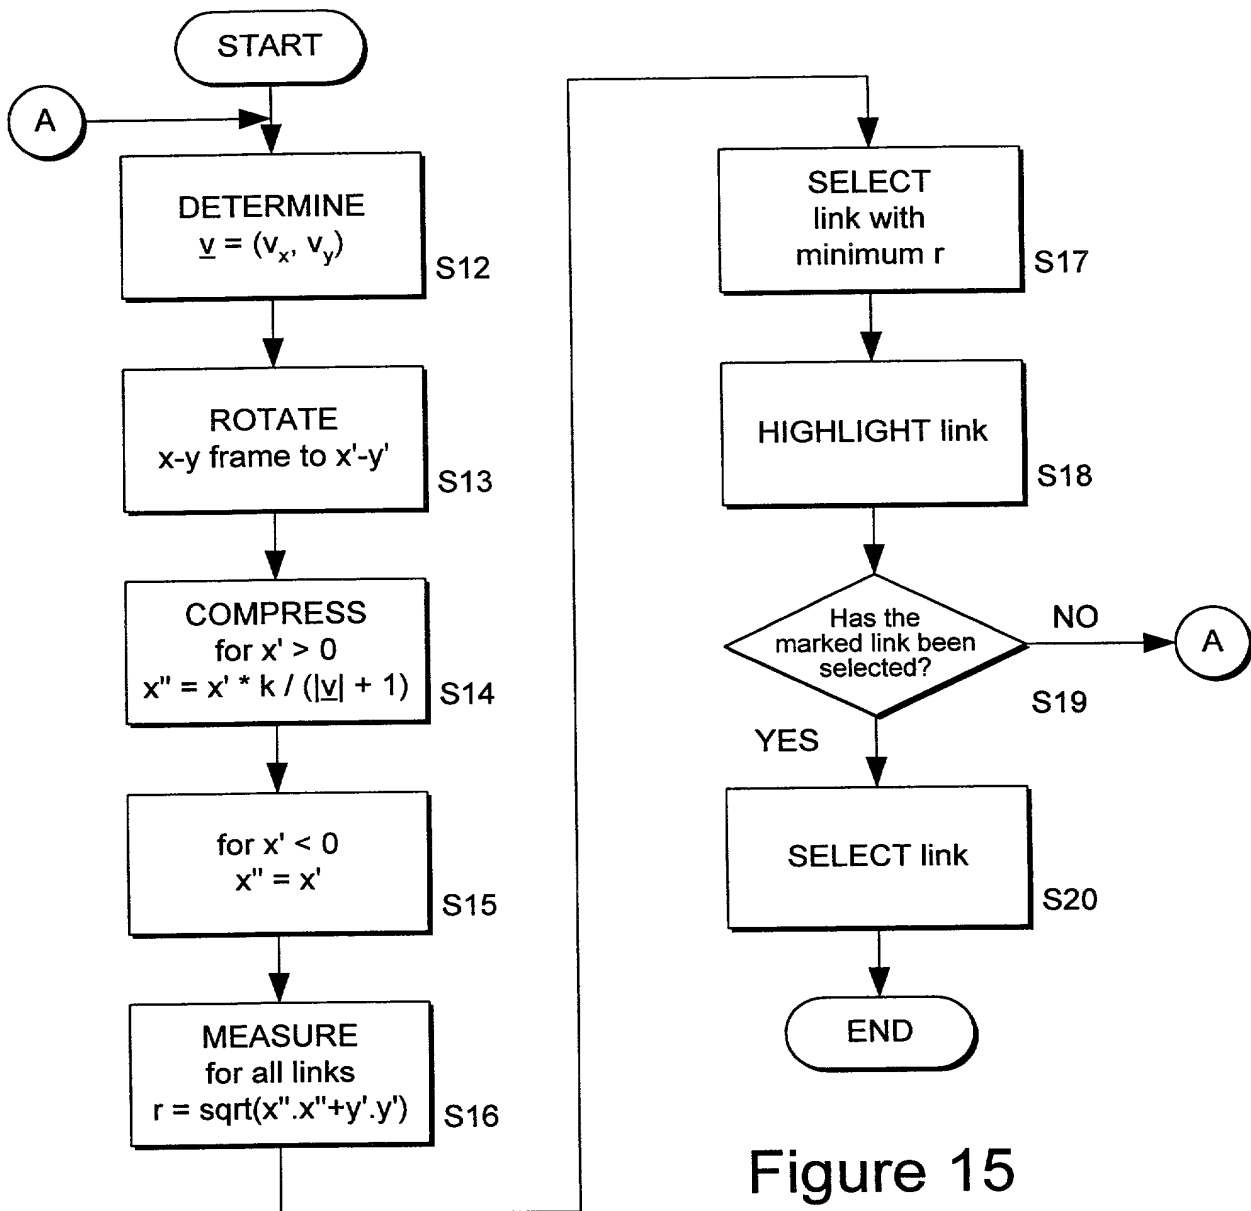 START
A
DETERMINE
v = (vx, vy)
S12
ROTATE
x-y frame to x'-y'
S13
COMPRESS
for x' > 0
x" = x' * k / (|v| + 1)
S14
for x' < 0
x" = x'
S15
MEASURE
for all links
r = sqrt(x".x"+y'.y')
S16
SELECT
link with
minimum r
S17
HIGHLIGHT link
S18
Has the
marked link been
selected?
NO
A
S19
YES
SELECT link
S20
END
Figure 15